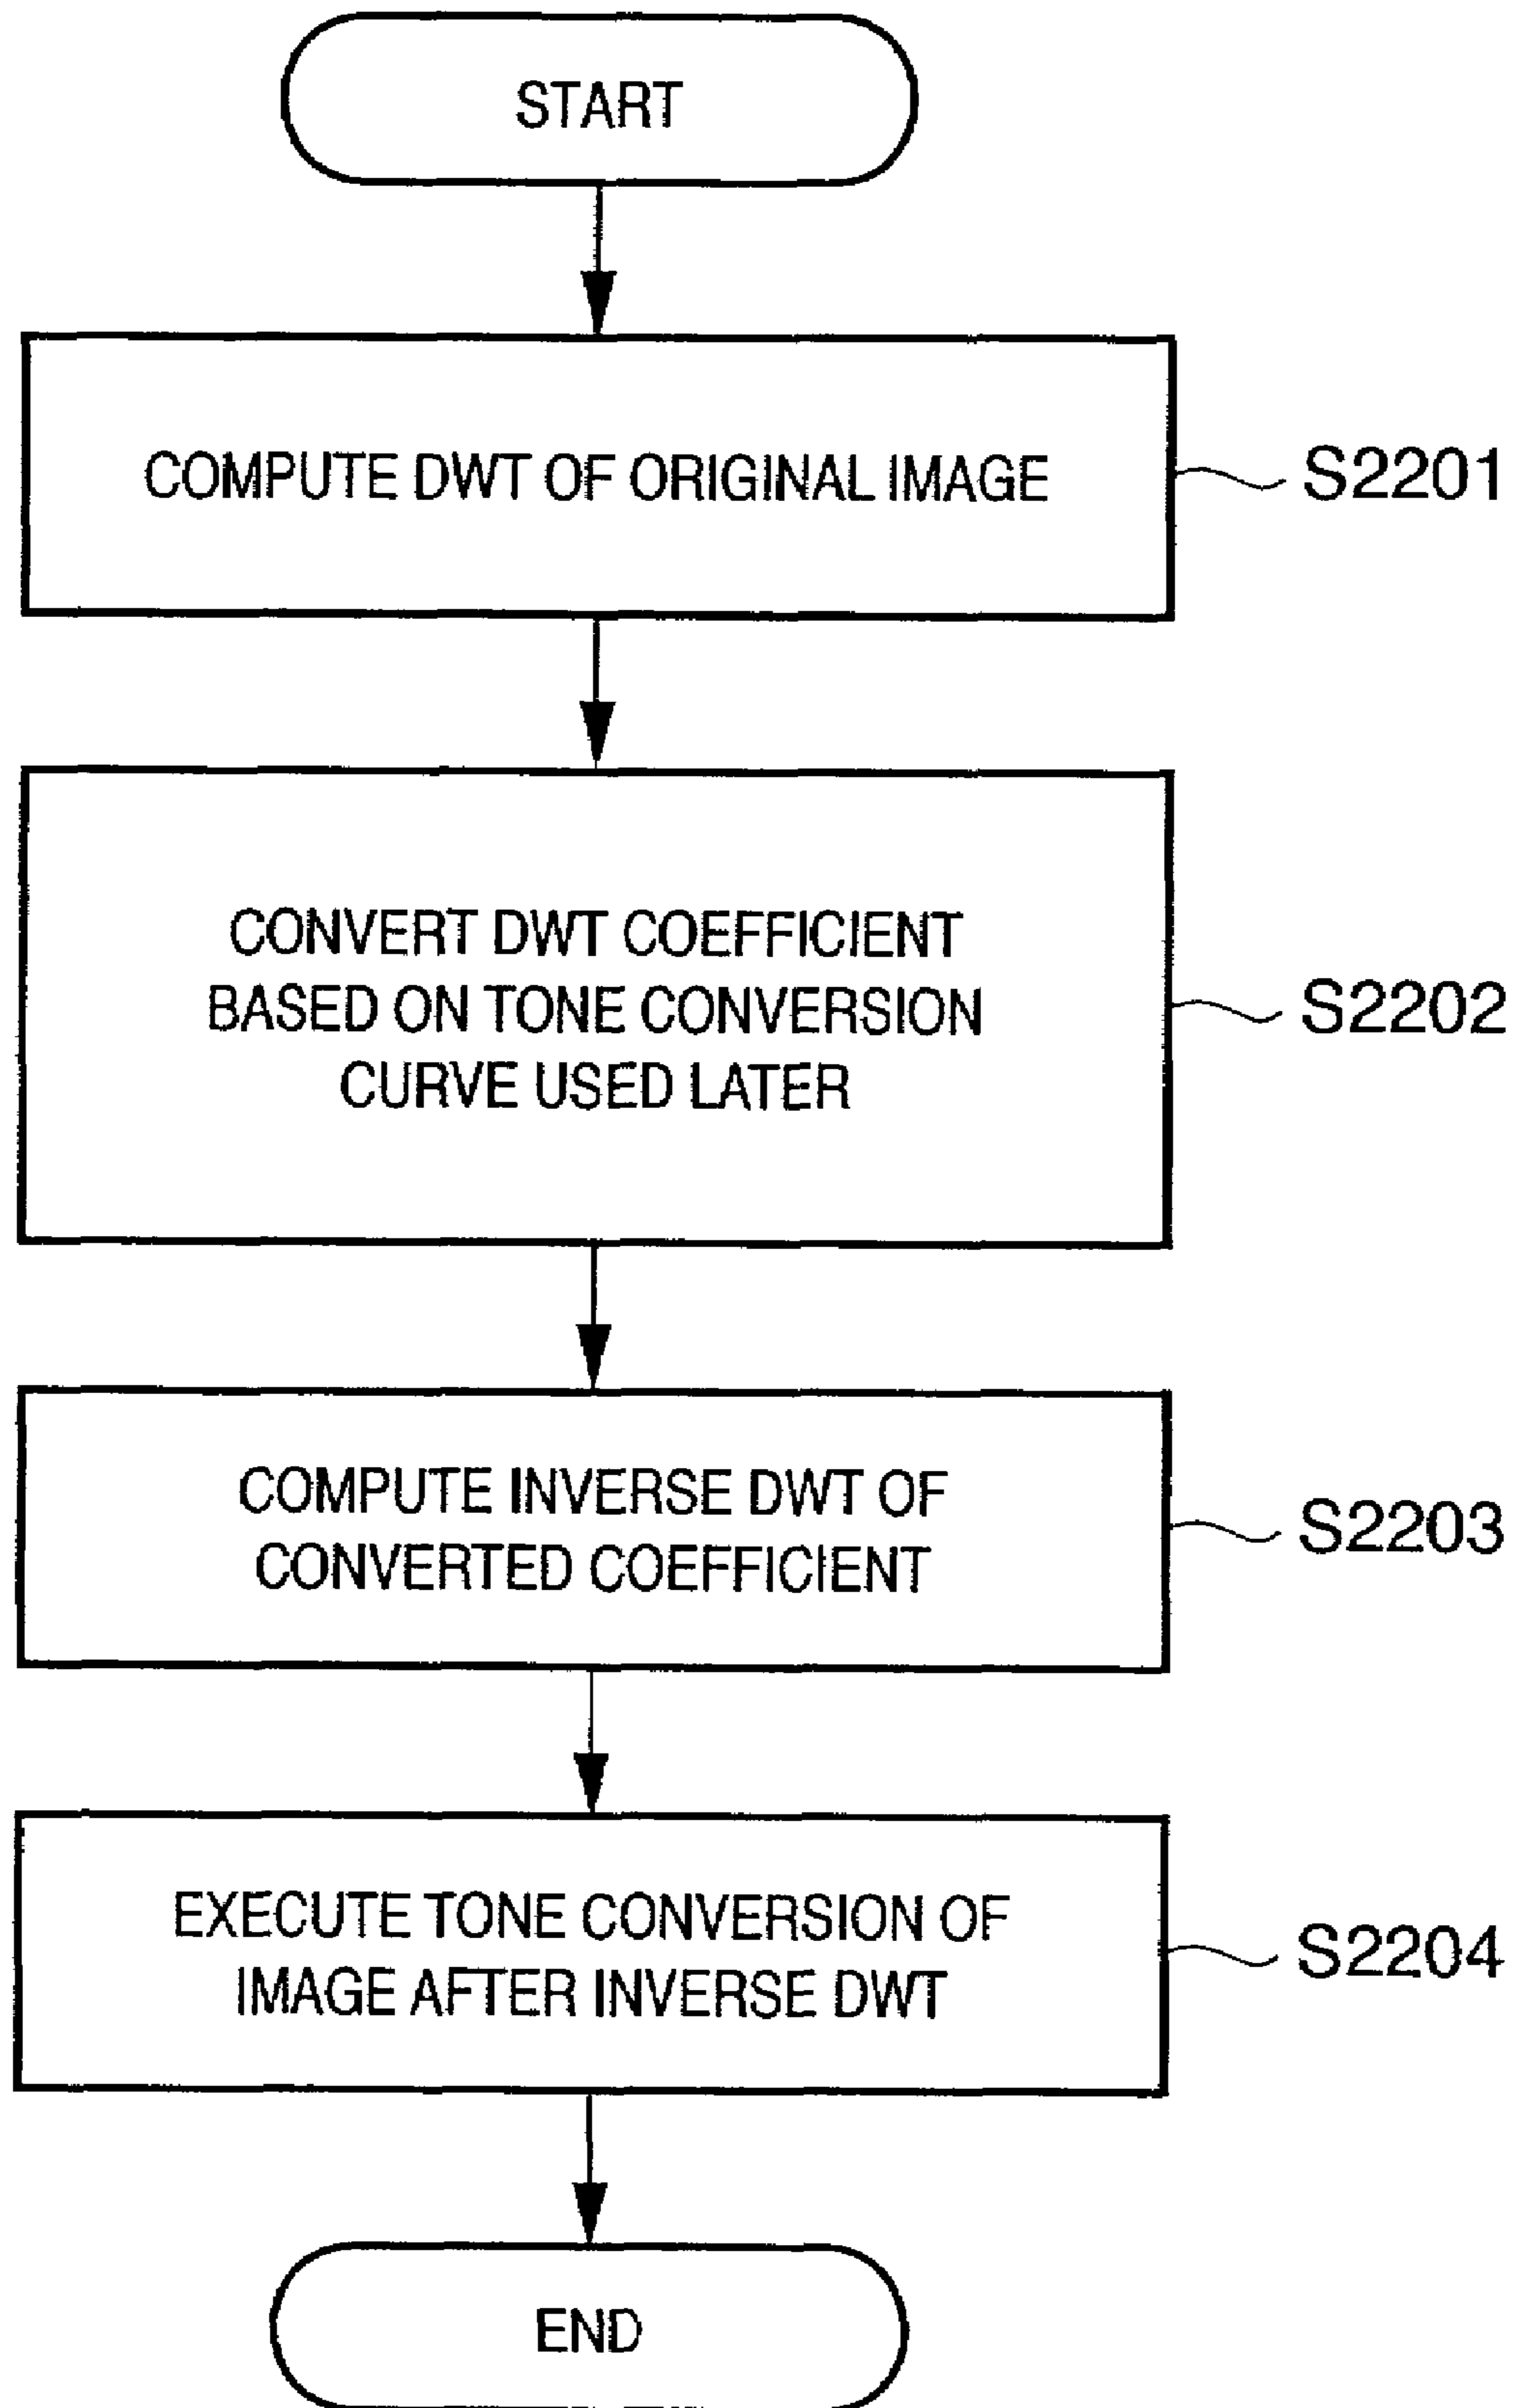 START
COMPUTE DWT OF ORIGINAL IMAGE
S2201
CONVERT DWT COEFFICIENT
BASED ON TONE CONVERSION
CURVE USED LATER
S2202
COMPUTE INVERSE DWT OF
CONVERTED COEFFICIENT
S2203
EXECUTE TONE CONVERSION OF
IMAGE AFTER INVERSE DWT
S2204
END